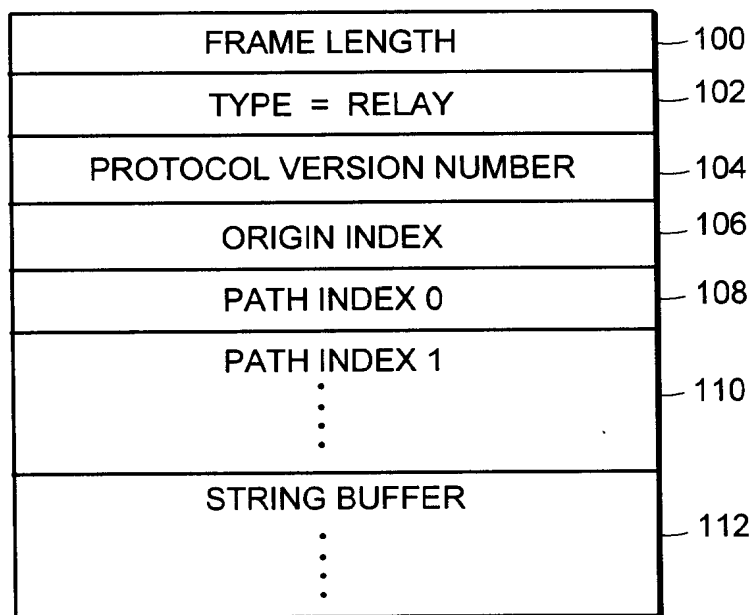 FRAME LENGTH 100
TYPE = RELAY 102
PROTOCOL VERSION NUMBER 104
ORIGIN INDEX 106
PATH INDEX 0 108
PATH INDEX 1 110
STRING BUFFER 112